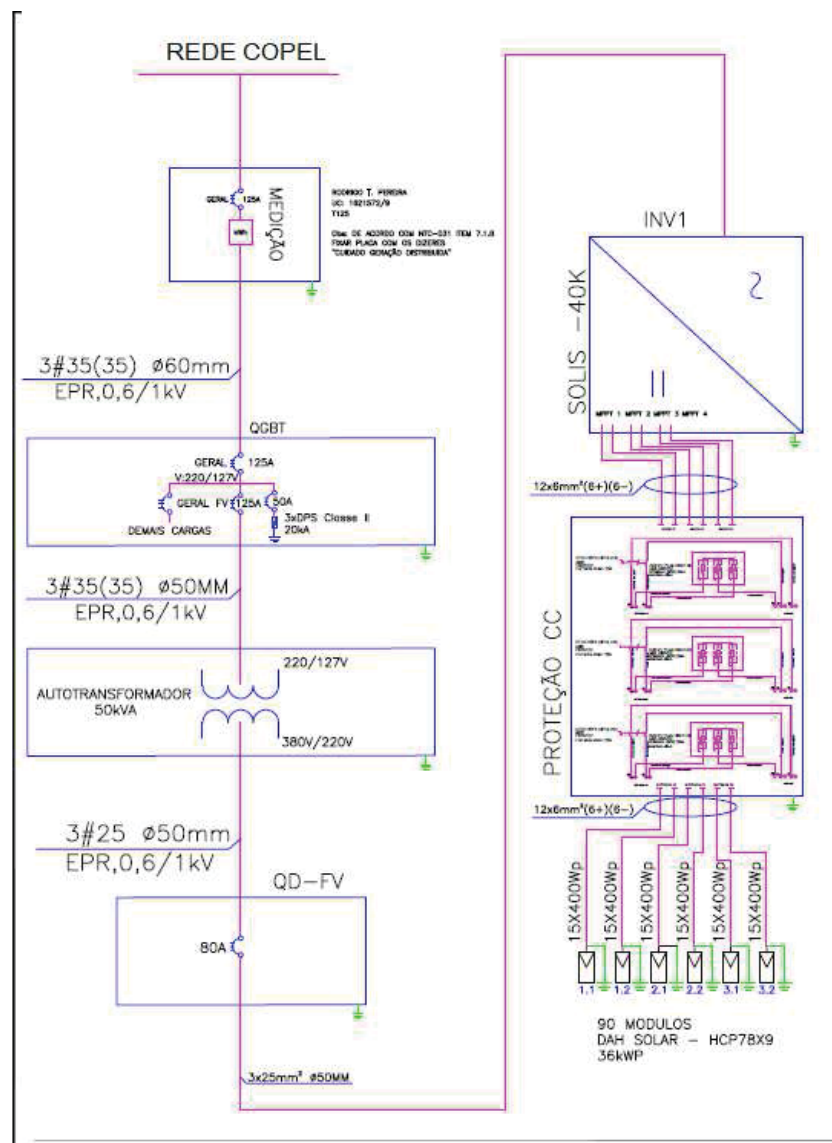 REDE COPEL
GERAL 125A
MEDIÇÃO
RODRIGO T. PEREIRA
UC: 1621572/9
T125
Obs: DE ACORDO COM NTC-031 ITEM 7.1.8
FIXAR PLACA COM OS DIZERES
"CUIDADO GERAÇÃO DISTRIBUIDA"
3#35(35) Ø60mm
EPR,0,6/1kV
QGBT
GERAL 125A
V:220/127V
GERAL FV 125A
50A
3xDPS Classe II
20kA
DEMAIS CARGAS
3#35(35) Ø50MM
EPR,0,6/1kV
220/127V
AUTOTRANSFORMADOR
50kVA
380V/220V
3#25 Ø50mm
EPR,0,6/1kV
QD-FV
80A
3x25mm² Ø50MM
INV1
SOLIS -40K
MPPT 1 MPPT 2 MPPT 3 MPPT 4
12x6mm²(6+)(6-)
PROTEÇÃO CC
12x6mm²(6+)(6-)
15X400Wp
15X400Wp
15X400Wp
15X400Wp
15X400Wp
15X400Wp
1.1 1.2 2.1 2.2 3.1 3.2
90 MODULOS
DAH SOLAR - HCP78X9
36kWP